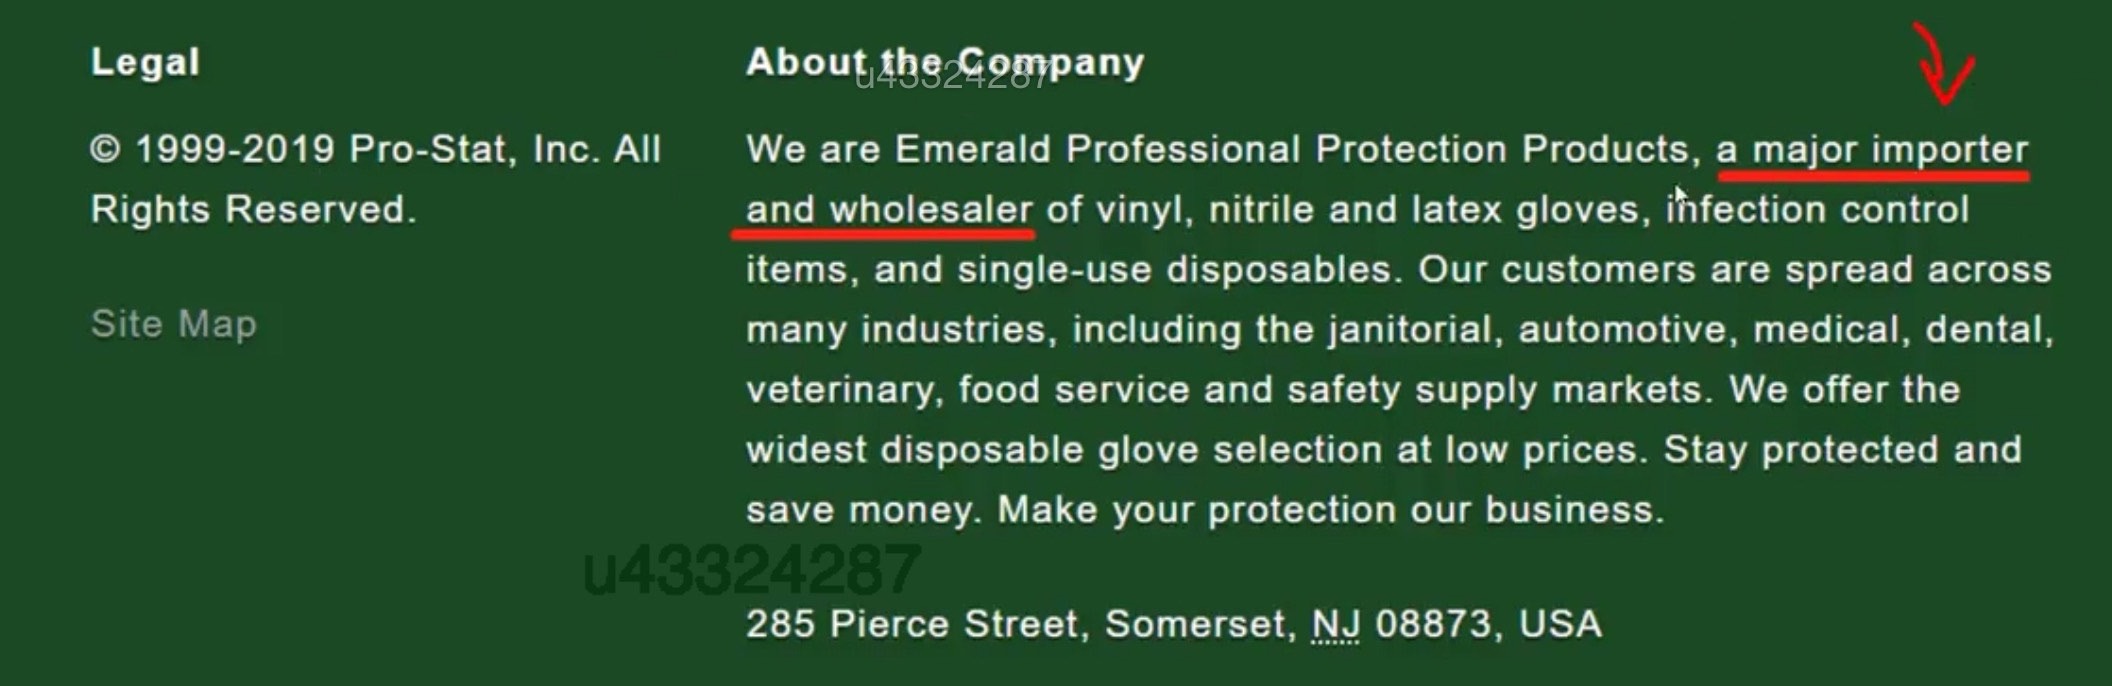 Legal
© 1999-2019 Pro-Stat, Inc. All
Rights Reserved.
Site Map
About the Company
u43324287
We are Emerald Professional Protection Products, a major importer
and wholesaler of vinyl, nitrile and latex gloves, infection control
items, and single-use disposables. Our customers are spread across
many industries, including the janitorial, automotive, medical, dental,
veterinary, food service and safety supply markets. We offer the
widest disposable glove selection at low prices. Stay protected and
save money. Make your protection our business.
u43324287
285 Pierce Street, Somerset, NJ 08873, USA